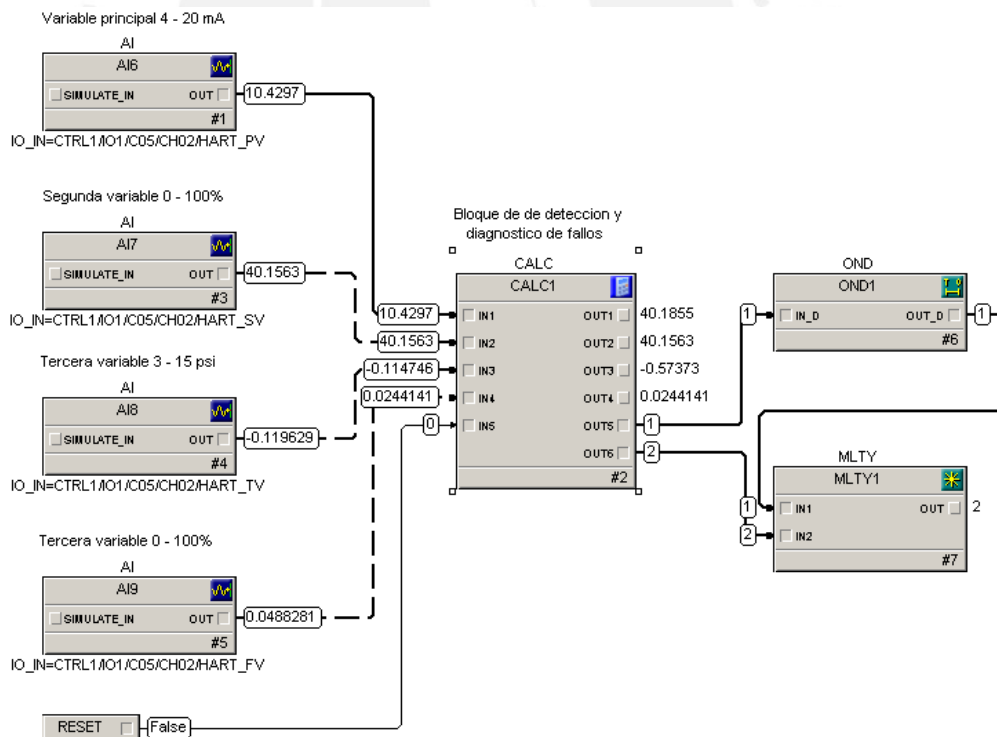 Variable principal 4 - 20 mA
AI
AI6
SIMULATE_IN OUT 10.4297
#1
IO_IN=CTRL1/IO1/C05/CH02/HART_PV
Segunda variable 0 - 100%
AI
AI7
SIMULATE_IN OUT 40.1563
#3
IO_IN=CTRL1/IO1/C05/CH02/HART_SV
Tercera variable 3 - 15 psi
AI
AI8
SIMULATE_IN OUT -0.119629
#4
IO_IN=CTRL1/IO1/C05/CH02/HART_TV
Tercera variable 0 - 100%
AI
AI9
SIMULATE_IN OUT 0.0488281
#5
IO_IN=CTRL1/IO1/C05/CH02/HART_FV
RESET False
Bloque de de deteccion y
diagnostico de fallos
CALC
CALC1
10.4297 IN1 OUT1 40.1855
40.1563 IN2 OUT2 40.1563
-0.114746 IN3 OUT3 -0.57373
0.0244141 IN4 OUT4 0.0244141
0 IN5 OUT5 1
OUT6 2
#2
OND
OND1
1 IN_D OUT_D 1
#6
MLTY
MLTY1
1 IN1 OUT 2
2 IN2
#7